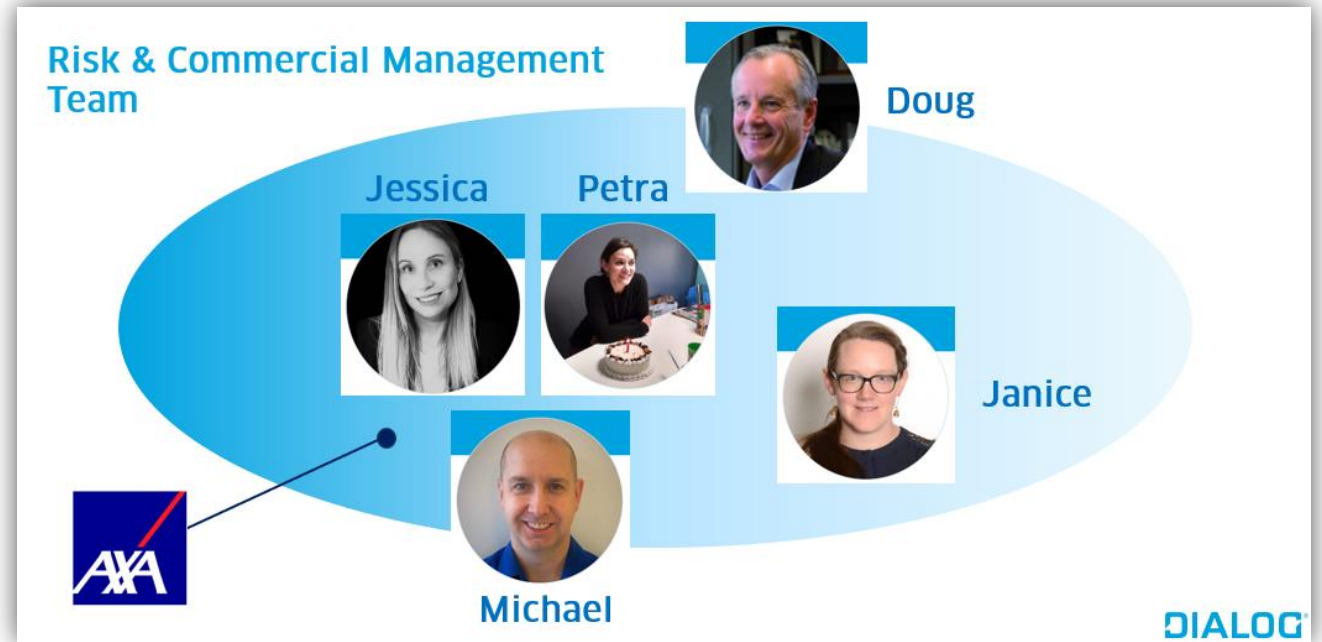 Risk & Commercial Management
Team
Doug
Jessica
Petra
Janice
AXA
Michael
DIALOG